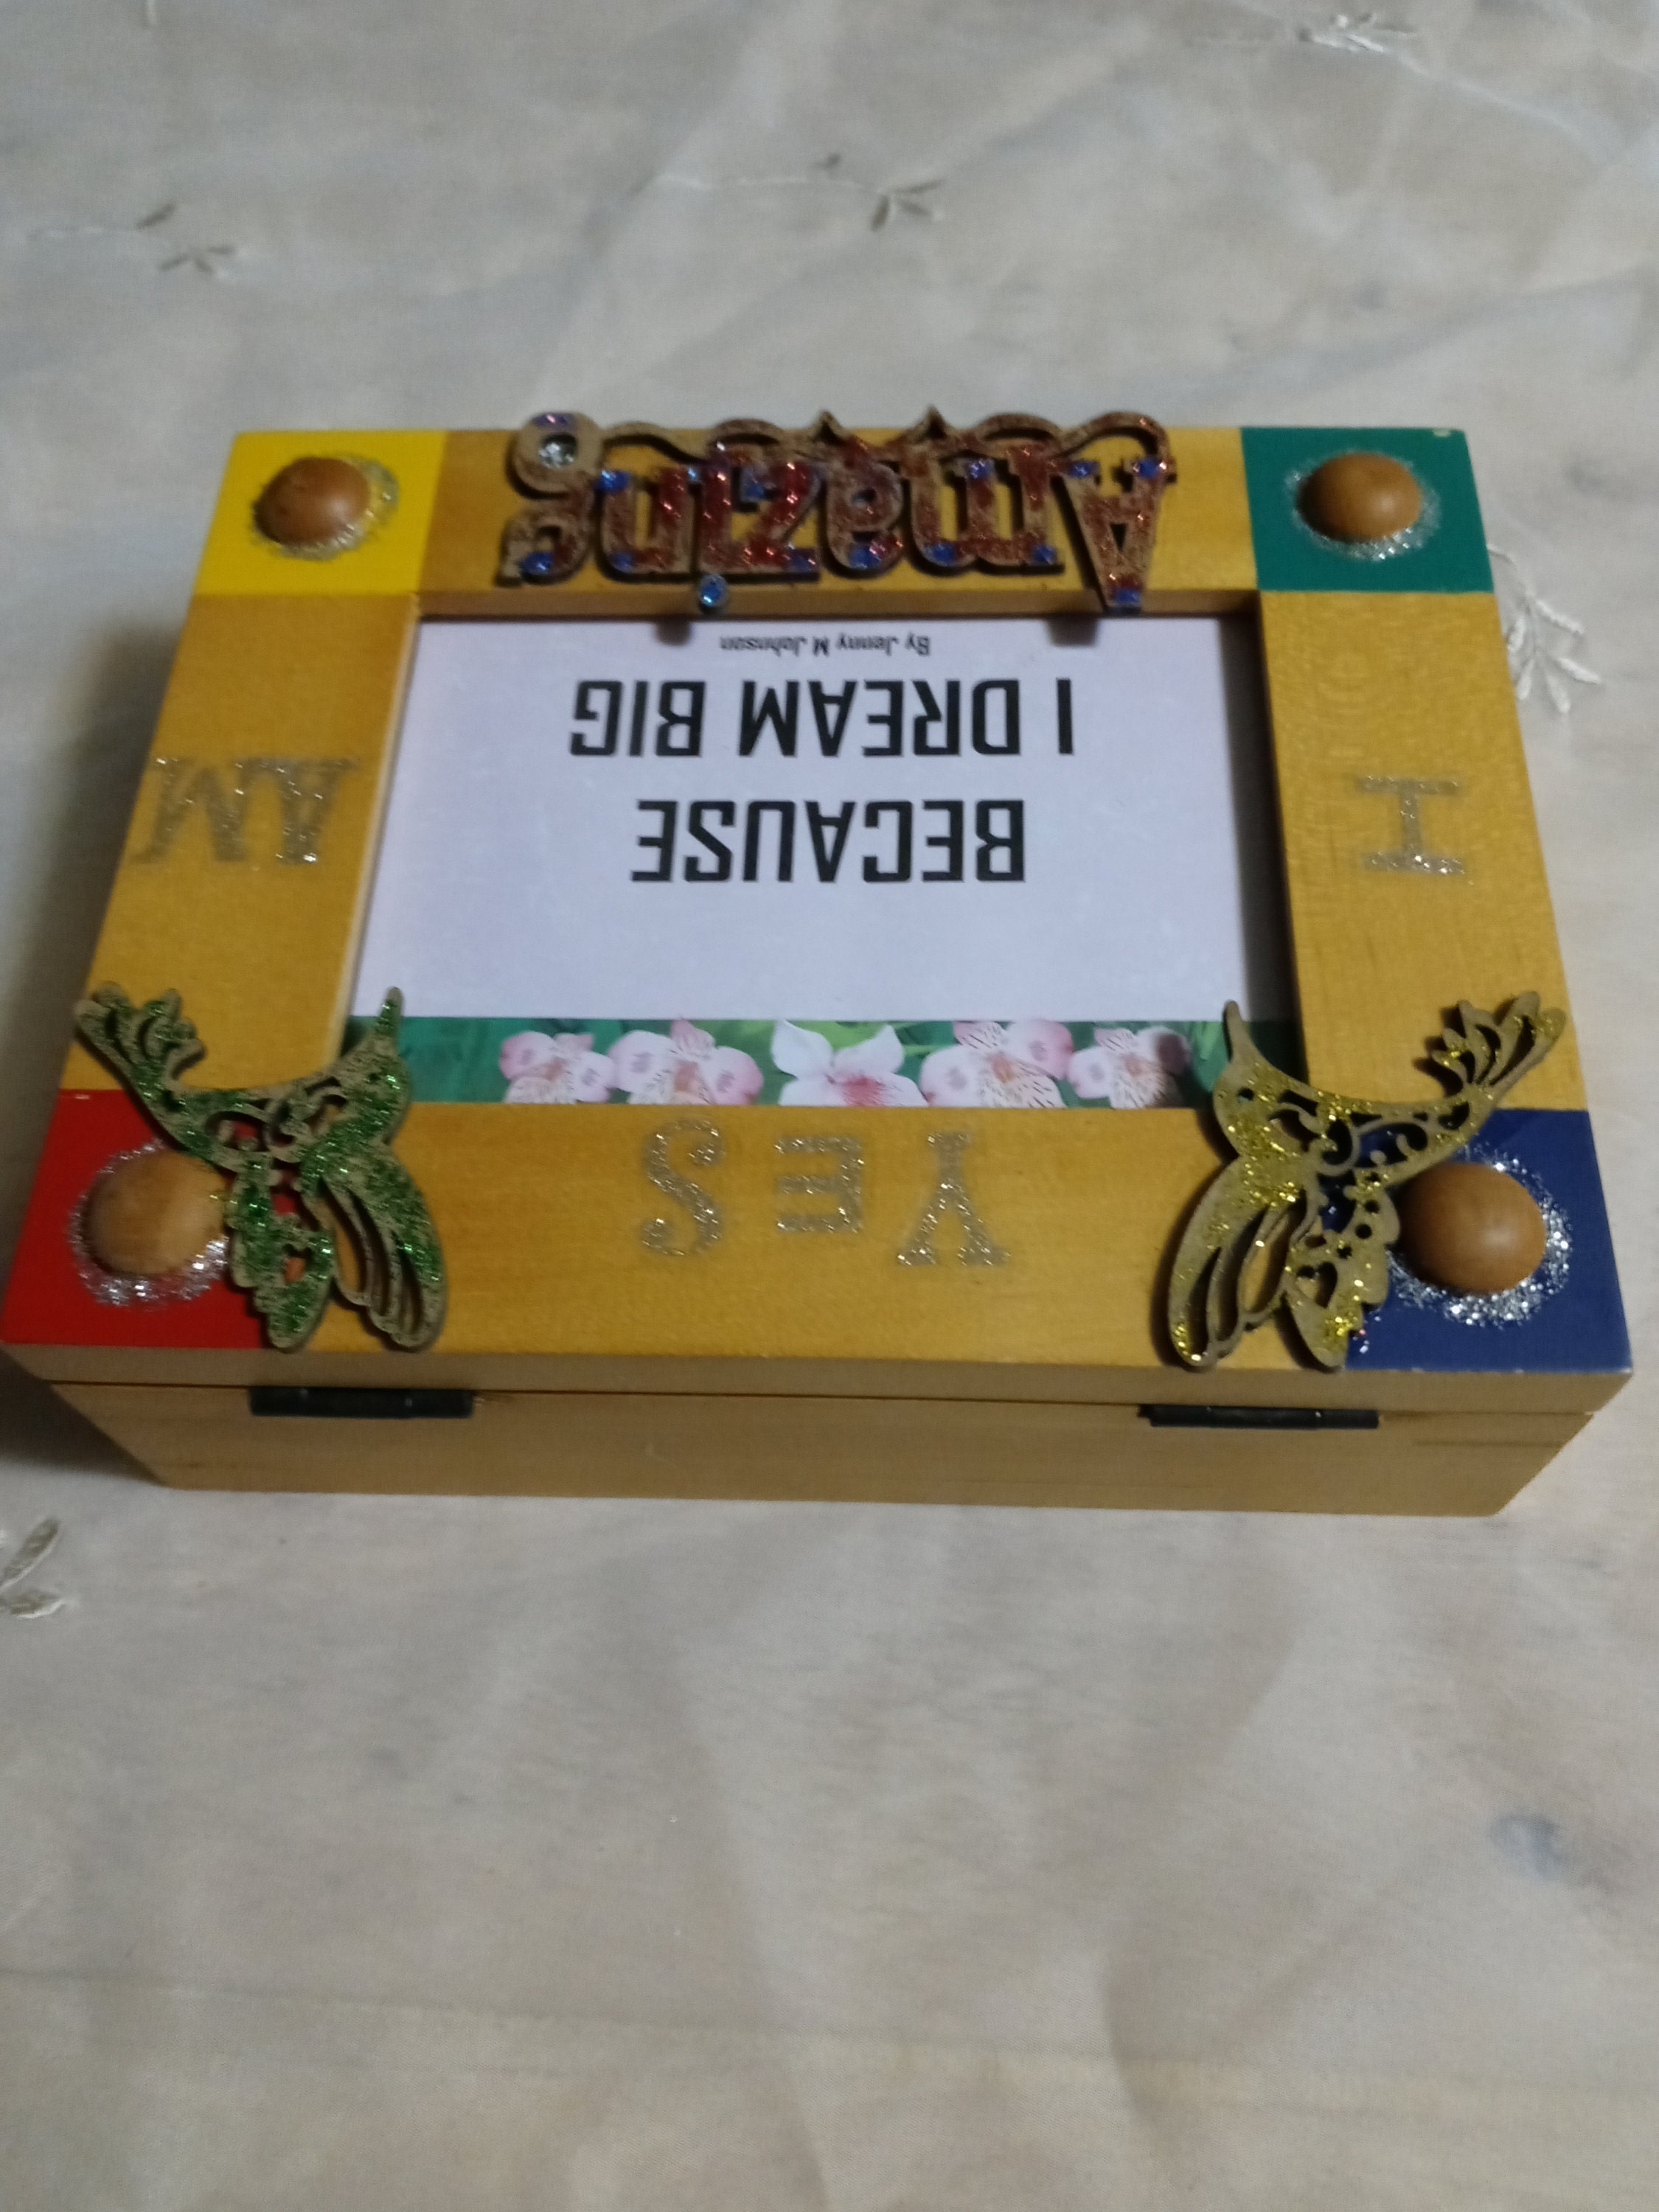 YES
I
AM
BECAUSE
I DREAM BIG
By Jenny M Johnson
Amazing